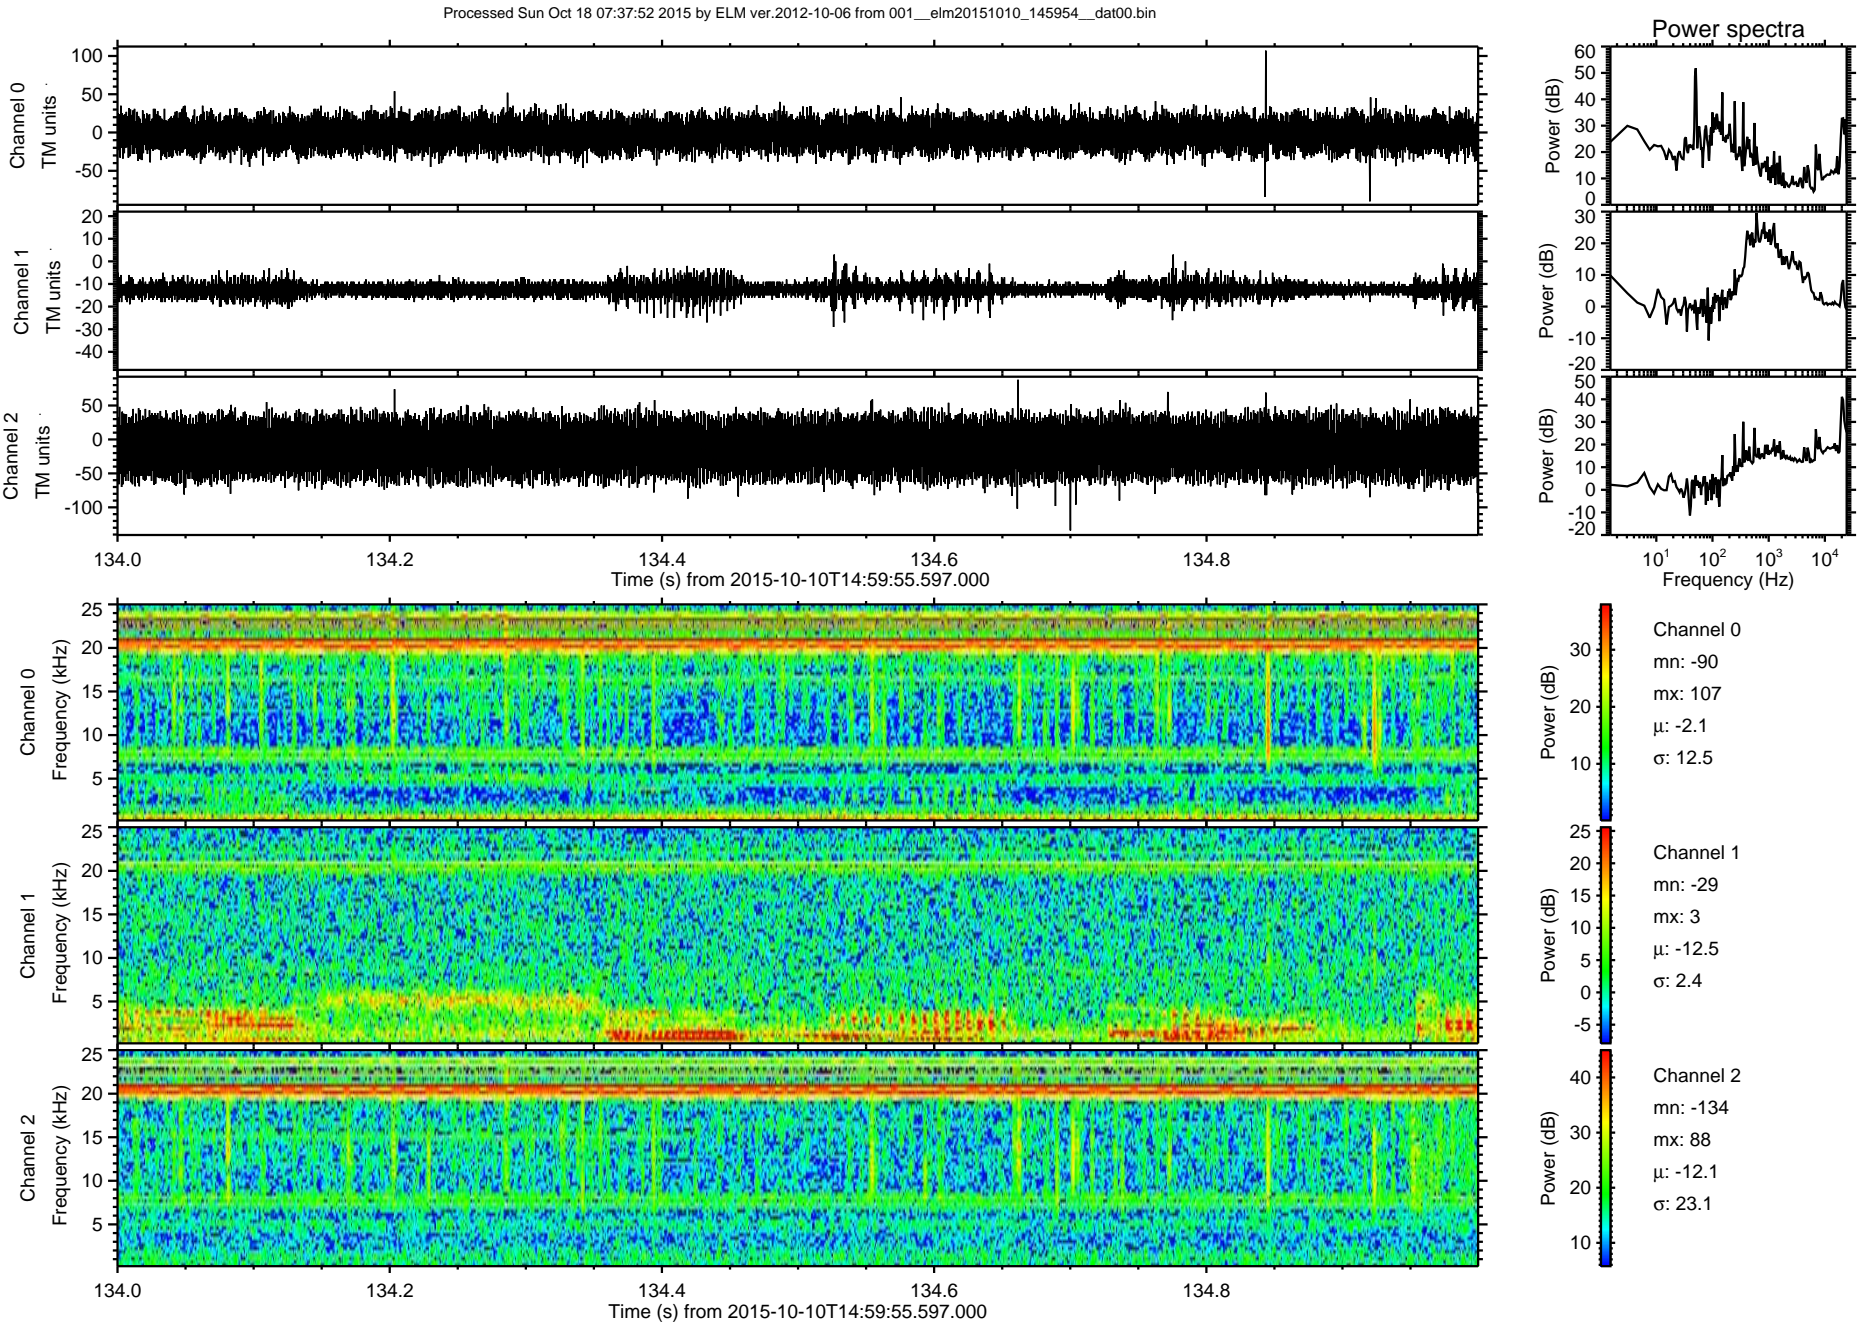 Processed Sun Oct 18 07:37:52 2015 by ELM ver.2012-10-06 from 001__elm20151010_145954__dat00.bin
Power spectra
Channel 0
TM units
100
50
0
-50
Power (dB)
60
50
40
30
20
10
0
Channel 1
TM units
20
10
0
-10
-20
-30
-40
Power (dB)
30
20
10
0
-10
-20
Channel 2
TM units
50
0
-50
-100
Power (dB)
50
40
30
20
10
0
-10
-20
134.0 134.2 134.4 134.6 134.8
Time (s) from 2015-10-10T14:59:55.597.000
10^1 10^2 10^3 10^4
Frequency (Hz)
Channel 0
Frequency (kHz)
25
20
15
10
5
Power (dB)
30
20
10
Channel 0
mn: -90
mx: 107
μ: -2.1
σ: 12.5
Channel 1
Frequency (kHz)
25
20
15
10
5
Power (dB)
25
20
15
10
5
0
-5
Channel 1
mn: -29
mx: 3
μ: -12.5
σ: 2.4
Channel 2
Frequency (kHz)
25
20
15
10
5
Power (dB)
40
30
20
10
Channel 2
mn: -134
mx: 88
μ: -12.1
σ: 23.1
134.0 134.2 134.4 134.6 134.8
Time (s) from 2015-10-10T14:59:55.597.000